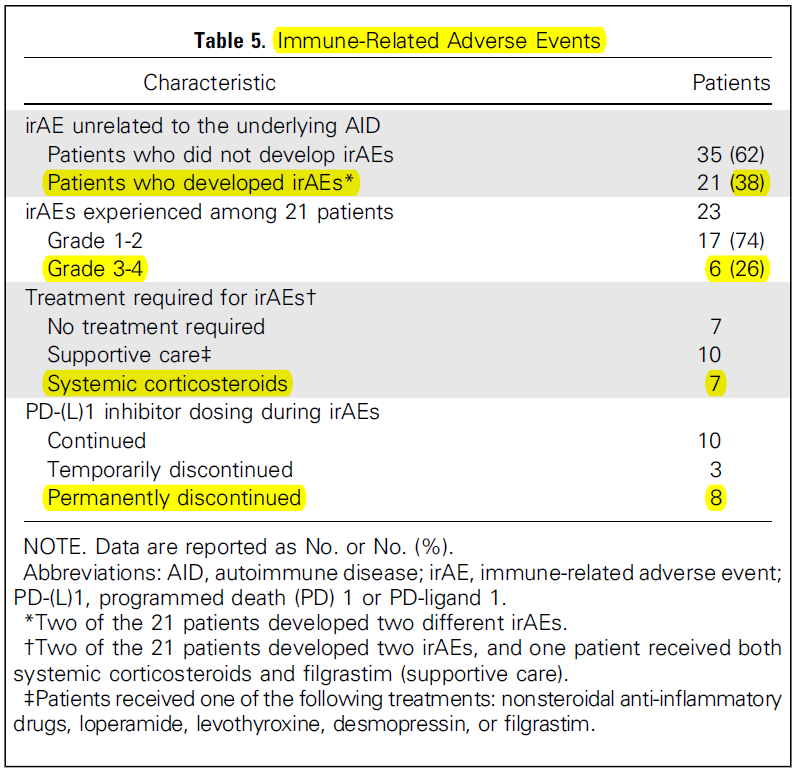 Table 5. Immune-Related Adverse Events
Characteristic Patients
irAE unrelated to the underlying AID
Patients who did not develop irAEs 35 (62)
Patients who developed irAEs* 21 (38)
irAEs experienced among 21 patients 23
Grade 1-2 17 (74)
Grade 3-4 6 (26)
Treatment required for irAEs†
No treatment required 7
Supportive care‡ 10
Systemic corticosteroids 7
PD-(L)1 inhibitor dosing during irAEs
Continued 10
Temporarily discontinued 3
Permanently discontinued 8
NOTE. Data are reported as No. or No. (%).
Abbreviations: AID, autoimmune disease; irAE, immune-related adverse event;
PD-(L)1, programmed death (PD) 1 or PD-ligand 1.
*Two of the 21 patients developed two different irAEs.
†Two of the 21 patients developed two irAEs, and one patient received both
systemic corticosteroids and filgrastim (supportive care).
‡Patients received one of the following treatments: nonsteroidal anti-inflammatory
drugs, loperamide, levothyroxine, desmopressin, or filgrastim.